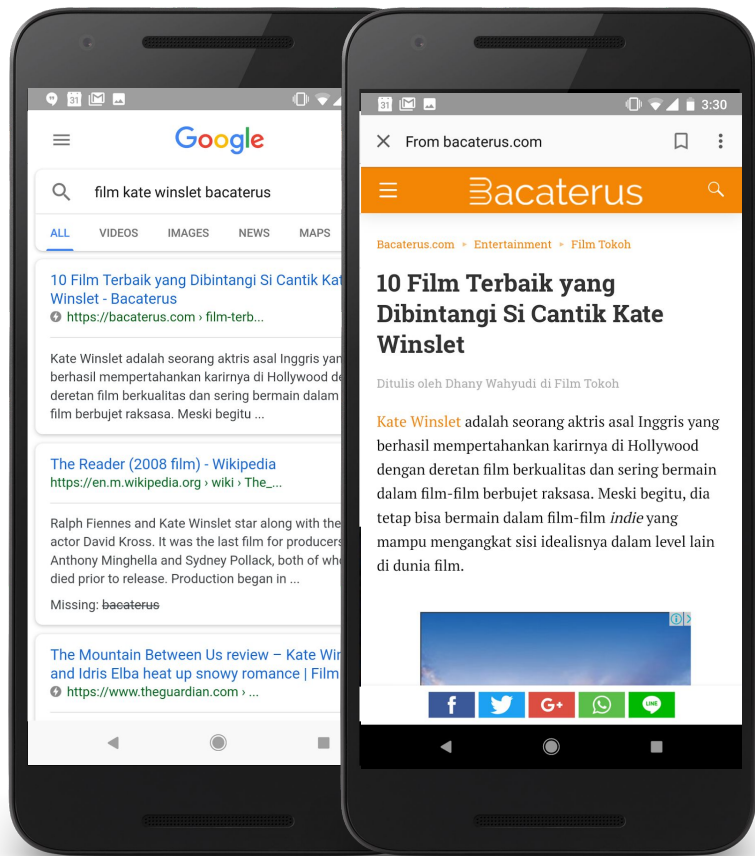 31
Google
film kate winslet bacaterus
ALL VIDEOS IMAGES NEWS MAPS
10 Film Terbaik yang Dibintangi Si Cantik Kat
Winslet - Bacaterus
https://bacaterus.com › film-terb...
Kate Winslet adalah seorang aktris asal Inggris yan
berhasil mempertahankan karirnya di Hollywood de
deretan film berkualitas dan sering bermain dalam
film berbujet raksasa. Meski begitu ...
The Reader (2008 film) - Wikipedia
https://en.m.wikipedia.org › wiki › The_...
Ralph Fiennes and Kate Winslet star along with the
actor David Kross. It was the last film for producers
Anthony Minghella and Sydney Pollack, both of who
died prior to release. Production began in ...
Missing: bacaterus
The Mountain Between Us review – Kate Win
and Idris Elba heat up snowy romance | Film
https://www.theguardian.com › ...
31 3:30
From bacaterus.com
Bacaterus
Bacaterus.com ▸ Entertainment ▸ Film Tokoh
10 Film Terbaik yang
Dibintangi Si Cantik Kate
Winslet
Ditulis oleh Dhany Wahyudi di Film Tokoh
Kate Winslet adalah seorang aktris asal Inggris yang
berhasil mempertahankan karirnya di Hollywood
dengan deretan film berkualitas dan sering bermain
dalam film-film berbujet raksasa. Meski begitu, dia
tetap bisa bermain dalam film-film indie yang
mampu mengangkat sisi idealisnya dalam level lain
di dunia film.
f G+ LINE